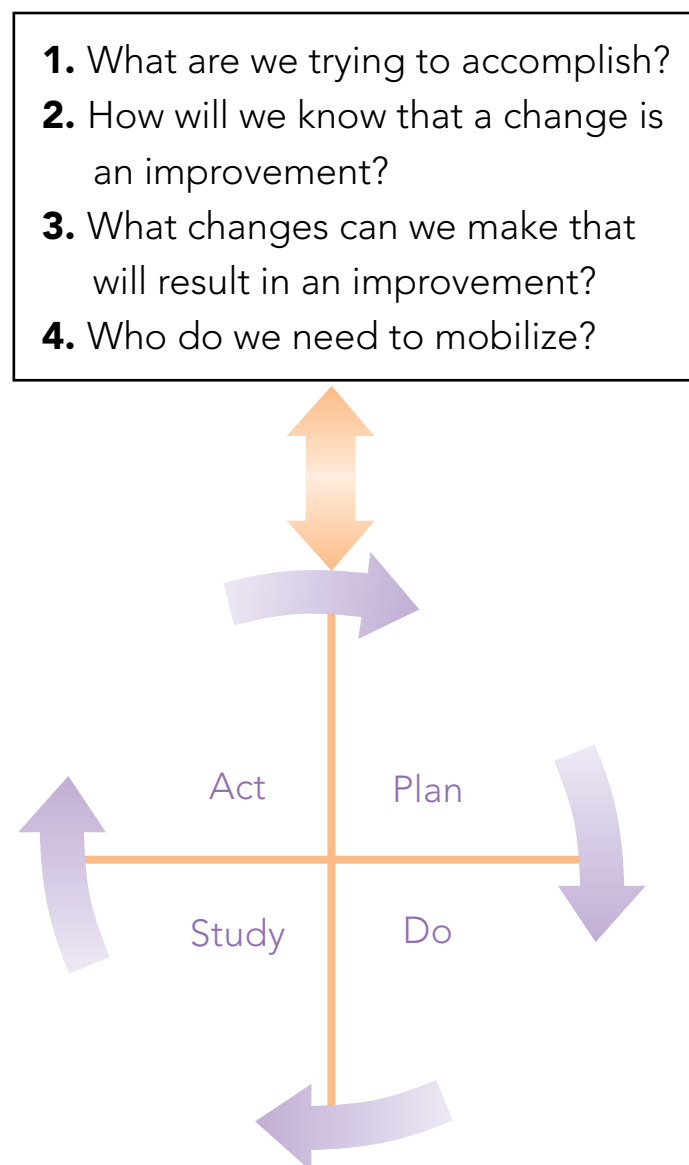 1. What are we trying to accomplish?
2. How will we know that a change is
an improvement?
3. What changes can we make that
will result in an improvement?
4. Who do we need to mobilize?
Act
Plan
Study
Do